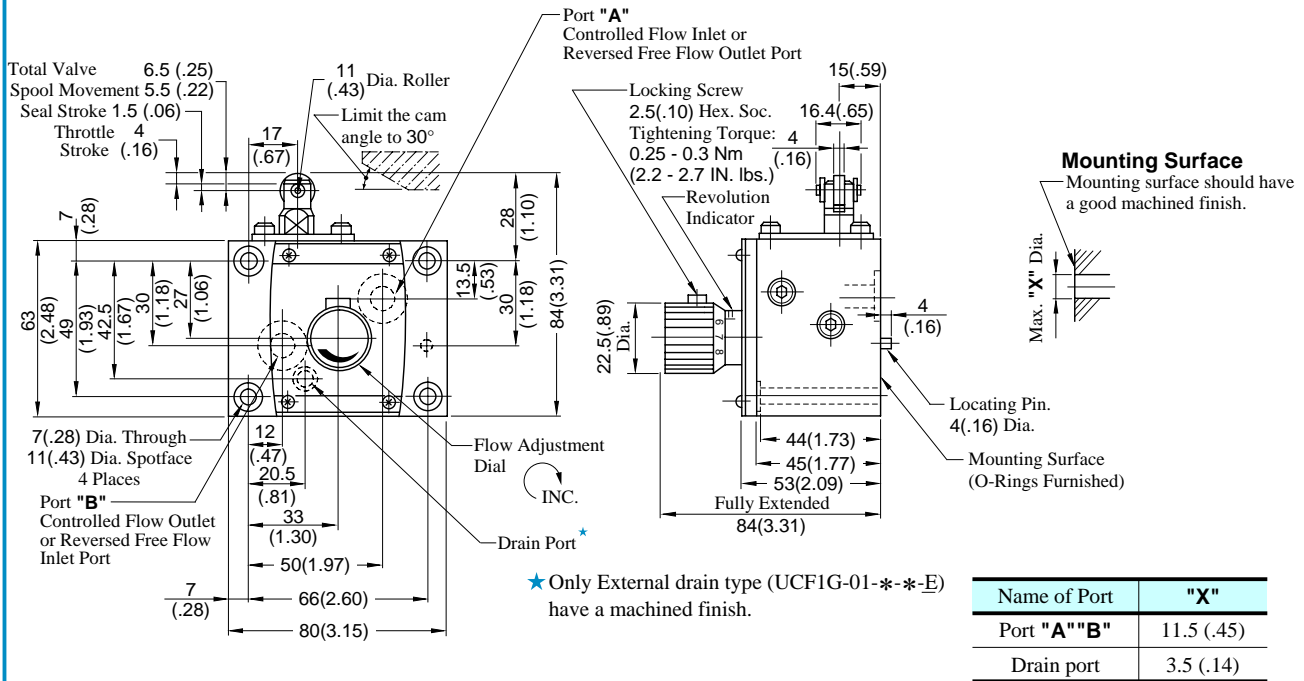 Port "A"
Controlled Flow Inlet or
Reversed Free Flow Outlet Port
Total Valve
Spool Movement
6.5 (.25)
5.5 (.22)
Seal Stroke 1.5 (.06)
Throttle
Stroke
4
(.16)
11
(.43)
Dia. Roller
17
(.67)
Limit the cam
angle to 30°
7
(.28)
63
(2.48)
49
(1.93)
42.5
(1.67)
30
(1.18)
27
(1.06)
28
(1.10)
13.5
(.53)
30
(1.18)
84(3.31)
7(.28) Dia. Through
11(.43) Dia. Spotface
4 Places
Port "B"
Controlled Flow Outlet
or Reversed Free Flow
Inlet Port
12
(.47)
20.5
(.81)
33
(1.30)
50(1.97)
7
(.28)
66(2.60)
80(3.15)
Flow Adjustment
Dial
INC.
Drain Port★
Locking Screw
2.5(.10) Hex. Soc.
Tightening Torque:
0.25 - 0.3 Nm
(2.2 - 2.7 IN. lbs.)
Revolution
Indicator
15(.59)
16.4(.65)
4
(.16)
22.5(.89)
Dia.
6 7 8
4
(.16)
Locating Pin.
4(.16) Dia.
Mounting Surface
(O-Rings Furnished)
44(1.73)
45(1.77)
53(2.09)
Fully Extended
84(3.31)
Mounting Surface
Mounting surface should have
a good machined finish.
Max. "X" Dia.
★Only External drain type (UCF1G-01-*-*-E)
have a machined finish.
Name of Port "X"
Port "A""B" 11.5 (.45)
Drain port 3.5 (.14)